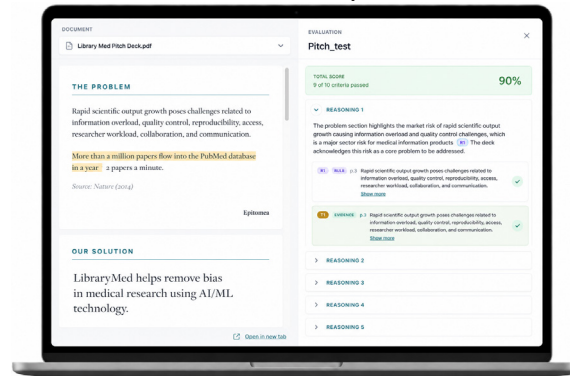 DOCUMENT
Library Med Pitch Deck.pdf
THE PROBLEM
Rapid scientific output growth poses challenges related to
information overload, quality control, reproducibility, access,
researcher workload, collaboration, and communication.
More than a million papers flow into the PubMed database
in a year 2 papers a minute.
Source: Nature (2014)
Epitomea
OUR SOLUTION
LibraryMed helps remove bias
in medical research using AI/ML
technology.
Open in new tab
EVALUATION
Pitch_test
TOTAL SCORE
9 of 10 criteria passed
90%
REASONING 1
The problem section highlights the market risk of rapid scientific output
growth causing information overload and quality control challenges, which
is a major sector risk for medical information products R1 The deck
acknowledges this risk as a core problem to be addressed.
R1 RULE p.3 Rapid scientific output growth poses challenges related to
information overload, quality control, reproducibility, access,
researcher workload, collaboration, and communication.
Show more
EVIDENCE p.3 Rapid scientific output growth poses challenges related to
information overload, quality control, reproducibility, access,
researcher workload, collaboration, and communication.
Show more
REASONING 2
REASONING 3
REASONING 4
REASONING 5